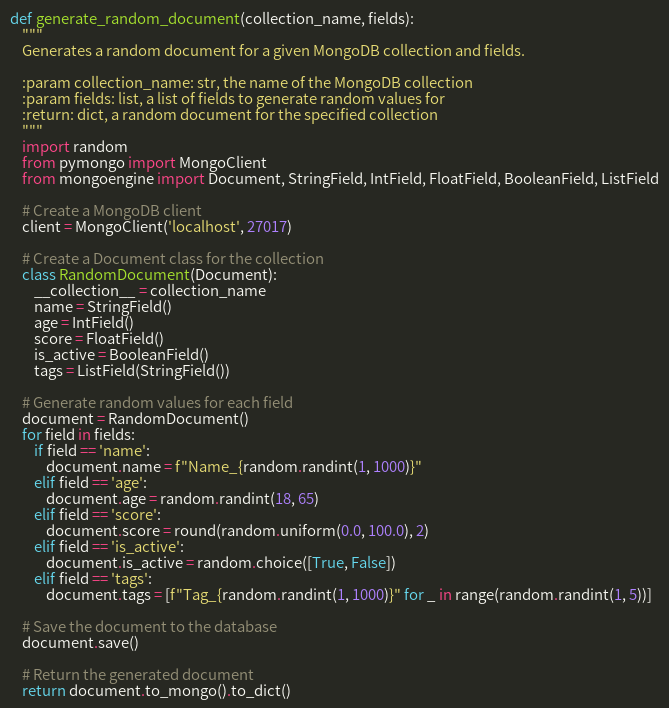 def generate_random_document(collection_name, fields):
    """
    Generates a random document for a given MongoDB collection and fields.

    :param collection_name: str, the name of the MongoDB collection
    :param fields: list, a list of fields to generate random values for
    :return: dict, a random document for the specified collection
    """
    import random
    from pymongo import MongoClient
    from mongoengine import Document, StringField, IntField, FloatField, BooleanField, ListField

    # Create a MongoDB client
    client = MongoClient('localhost', 27017)

    # Create a Document class for the collection
    class RandomDocument(Document):
        __collection__ = collection_name
        name = StringField()
        age = IntField()
        score = FloatField()
        is_active = BooleanField()
        tags = ListField(StringField())

    # Generate random values for each field
    document = RandomDocument()
    for field in fields:
        if field == 'name':
            document.name = f"Name_{random.randint(1, 1000)}"
        elif field == 'age':
            document.age = random.randint(18, 65)
        elif field == 'score':
            document.score = round(random.uniform(0.0, 100.0), 2)
        elif field == 'is_active':
            document.is_active = random.choice([True, False])
        elif field == 'tags':
            document.tags = [f"Tag_{random.randint(1, 1000)}" for _ in range(random.randint(1, 5))]

    # Save the document to the database
    document.save()

    # Return the generated document
    return document.to_mongo().to_dict()